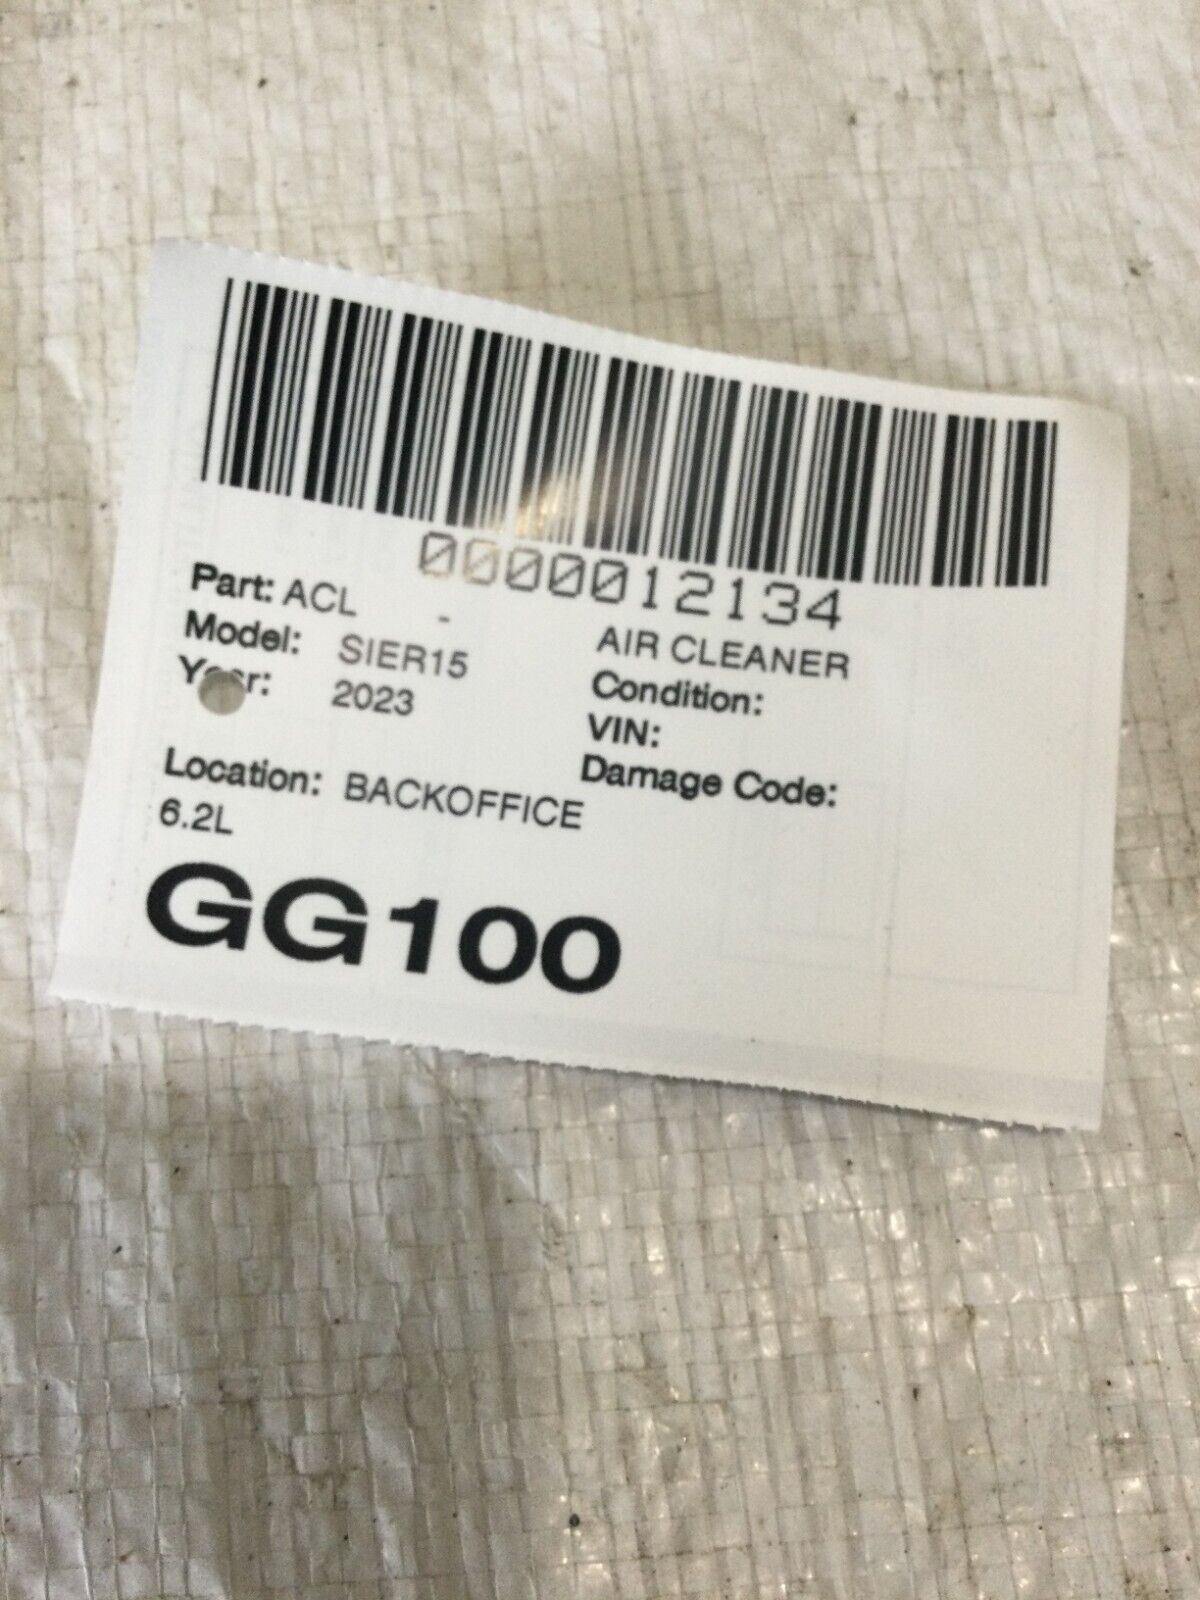 0000012134
Part: ACL -
AIR CLEANER
Model: SIER15
Condition:
Year: 2023
VIN:
Damage Code:
Location: BACKOFFICE
6.2L
GG100